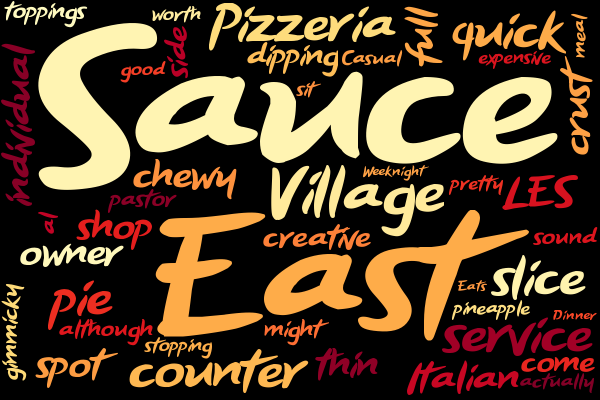 toppings
worth
Pizzeria
full
quick
meal
side
dipping
Casual
expensive
good
individual
Sauce
sit
crust
chewy
Village
Weeknight
pretty
LES
pastor
al
shop
East
creative
sound
owner
Eats
slice
pie
pineapple
Dinner
although
might
service
gimmicky
stopping
spot
counter
thin
Italian
come
actually